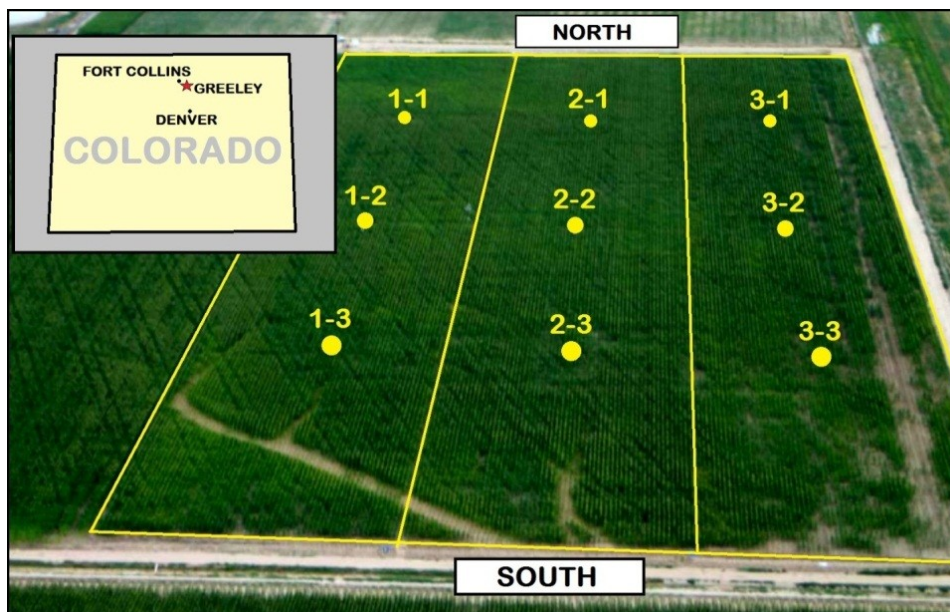 NORTH
FORT COLLINS
GREELEY
DENVER
COLORADO
1-1
2-1
3-1
1-2
2-2
3-2
1-3
2-3
3-3
SOUTH